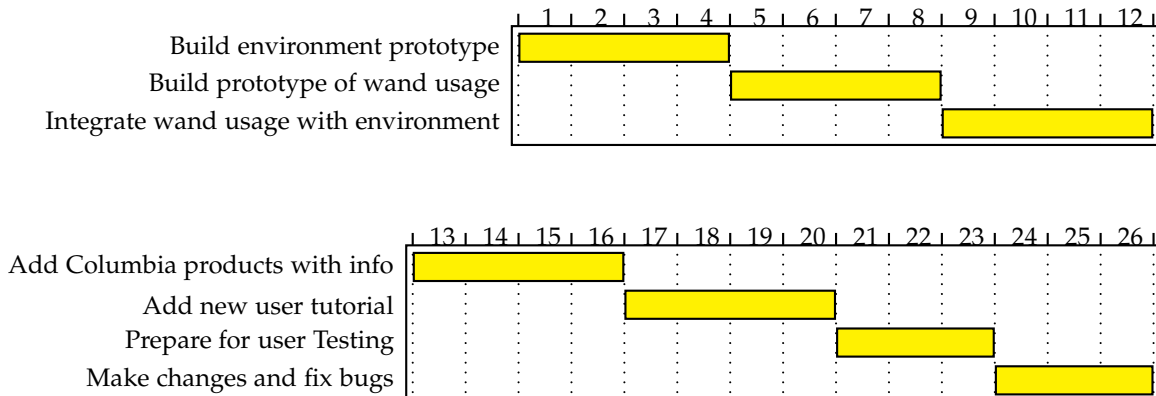 1 2 3 4 5 6 7 8 9 10 11 12
Build environment prototype
Build prototype of wand usage
Integrate wand usage with environment
13 14 15 16 17 18 19 20 21 22 23 24 25 26
Add Columbia products with info
Add new user tutorial
Prepare for user Testing
Make changes and fix bugs